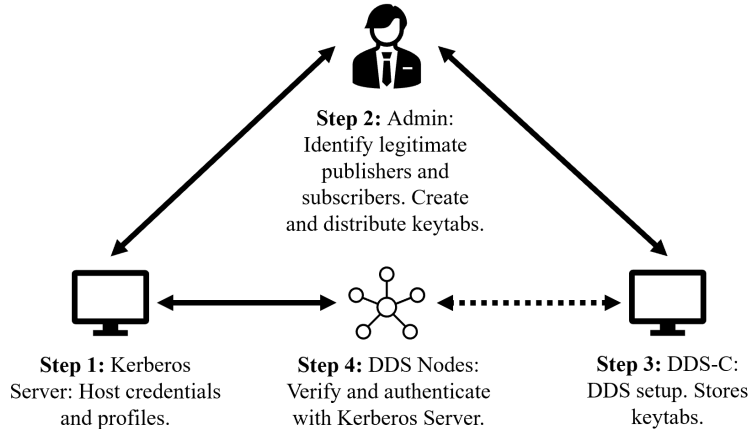 Step 2: Admin:
Identify legitimate
publishers and
subscribers. Create
and distribute keytabs.
Step 1: Kerberos
Server: Host credentials
and profiles.
Step 4: DDS Nodes:
Verify and authenticate
with Kerberos Server.
Step 3: DDS-C:
DDS setup. Stores
keytabs.